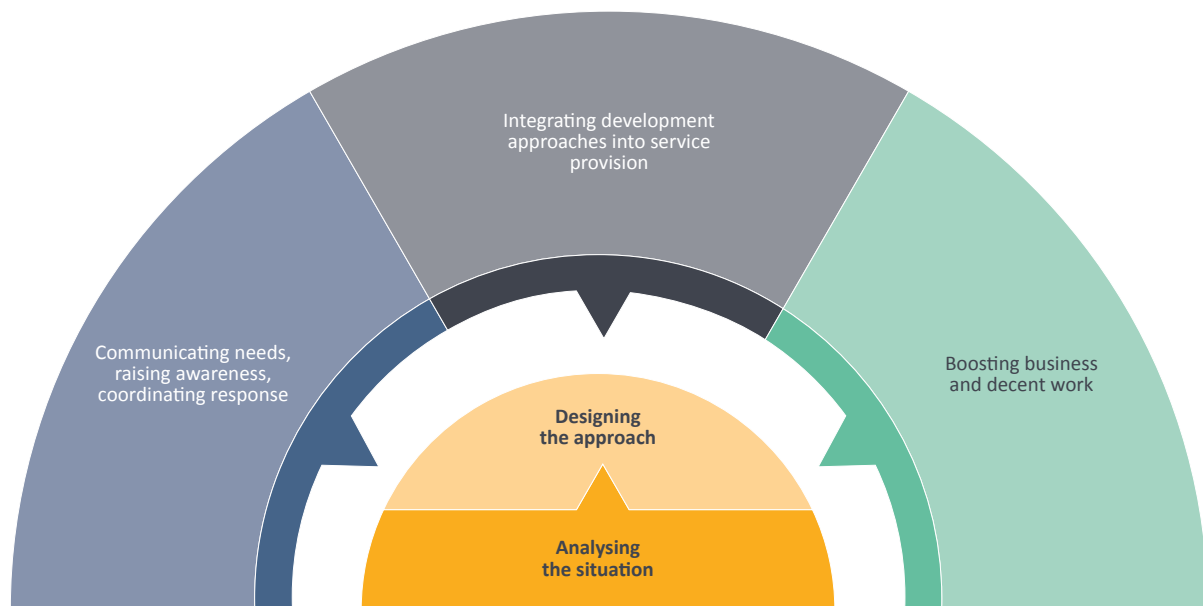 Integrating development
approaches into service
provision
Communicating needs,
raising awareness,
coordinating response
Boosting business
and decent work
Designing
the approach
Analysing
the situation